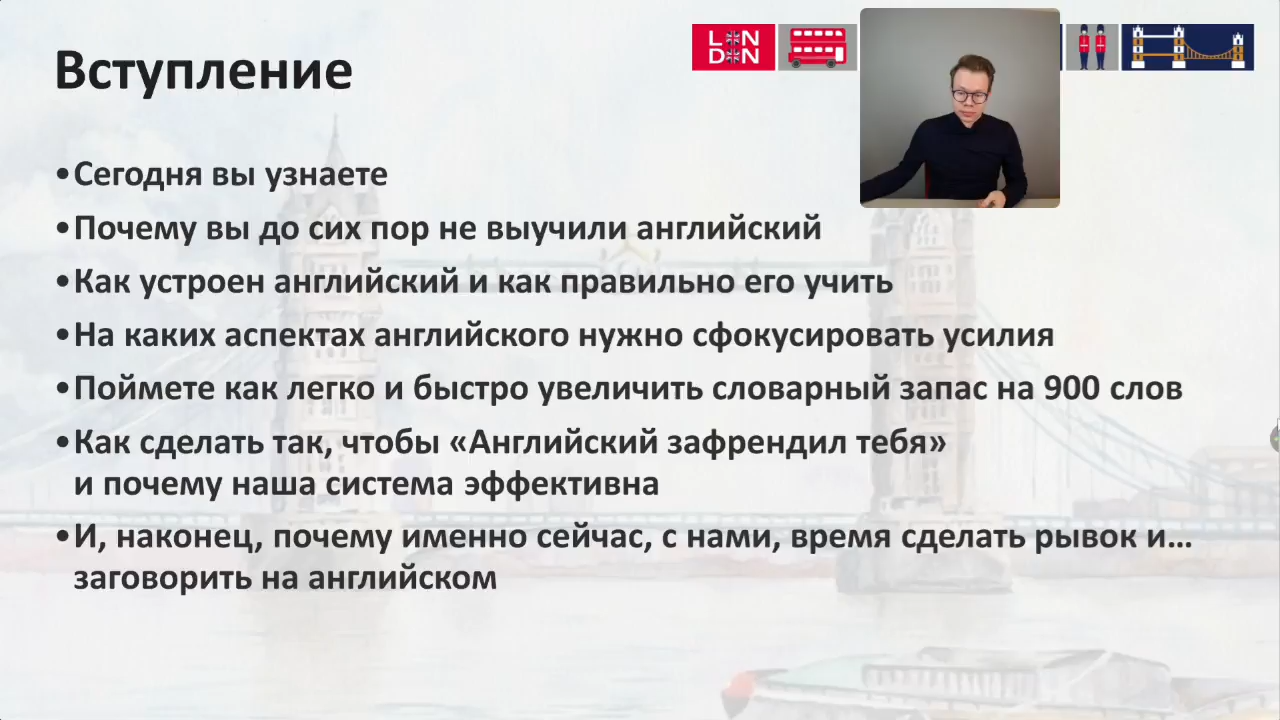 Вступление
LONDON
•Сегодня вы узнаете
•Почему вы до сих пор не выучили английский
•Как устроен английский и как правильно его учить
•На каких аспектах английского нужно сфокусировать усилия
•Поймете как легко и быстро увеличить словарный запас на 900 слов
•Как сделать так, чтобы «Английский зафрендил тебя»
и почему наша система эффективна
•И, наконец, почему именно сейчас, с нами, время сделать рывок и…
заговорить на английском